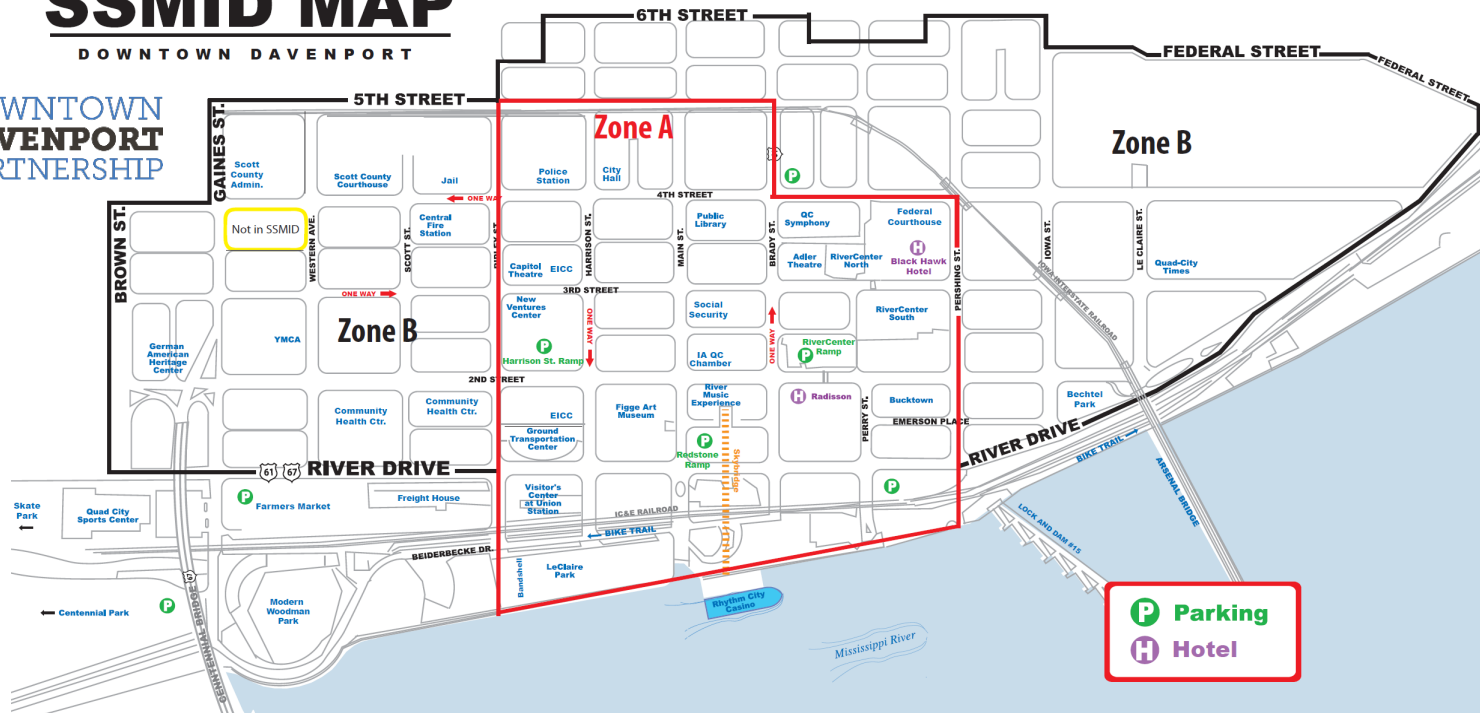 SSMID MAP
DOWNTOWN DAVENPORT
WNTOWN
VENPORT
RTNERSHIP
6TH STREET
FEDERAL STREET
FEDERAL STREET
5TH STREET
GAINES ST.
Zone A
Zone B
Scott
County
Admin.
Scott County
Courthouse
Jail
Police
Station
City
Hall
P
4TH STREET
ONE WAY
BROWN ST.
Not in SSMID
WESTERN AVE.
SCOTT ST.
Central
Fire
Station
RIPLEY ST.
HARRISON ST.
MAIN ST.
Public
Library
BRADY ST.
QC
Symphony
Federal
Courthouse
H
Black Hawk
Hotel
Adler
Theatre
RiverCenter
North
PERSHING ST.
IOWA ST.
LE CLAIRE ST.
Quad-City
Times
IOWA INTERSTATE RAILROAD
Capitol
Theatre
EICC
3RD STREET
ONE WAY
Zone B
New
Ventures
Center
ONE WAY
Social
Security
ONE WAY
RiverCenter
South
German
American
Heritage
Center
YMCA
P
Harrison St. Ramp
IA QC
Chamber
RiverCenter
P
Ramp
2ND STREET
Community
Health Ctr.
Community
Health Ctr.
EICC
Figge Art
Museum
River
Music
Experience
H
Radisson
PERRY ST.
Bucktown
EMERSON PLACE
Bechtel
Park
Ground
Transportation
Center
P
Redstone
Ramp
Skybridge
61
67
RIVER DRIVE
RIVER DRIVE
BIKE TRAIL
ARSENAL BRIDGE
Skate
Park
Quad City
Sports Center
P
Farmers Market
Freight House
Visitor's
Center
at Union
Station
P
IC&E RAILROAD
BIKE TRAIL
LOCK AND DAM #15
BEIDERBECKE DR.
Bandshell
LeClaire
Park
Centennial Park
P
CENTENNIAL BRIDGE
Modern
Woodman
Park
Rhythm City
Casino
Mississippi River
P Parking
H Hotel